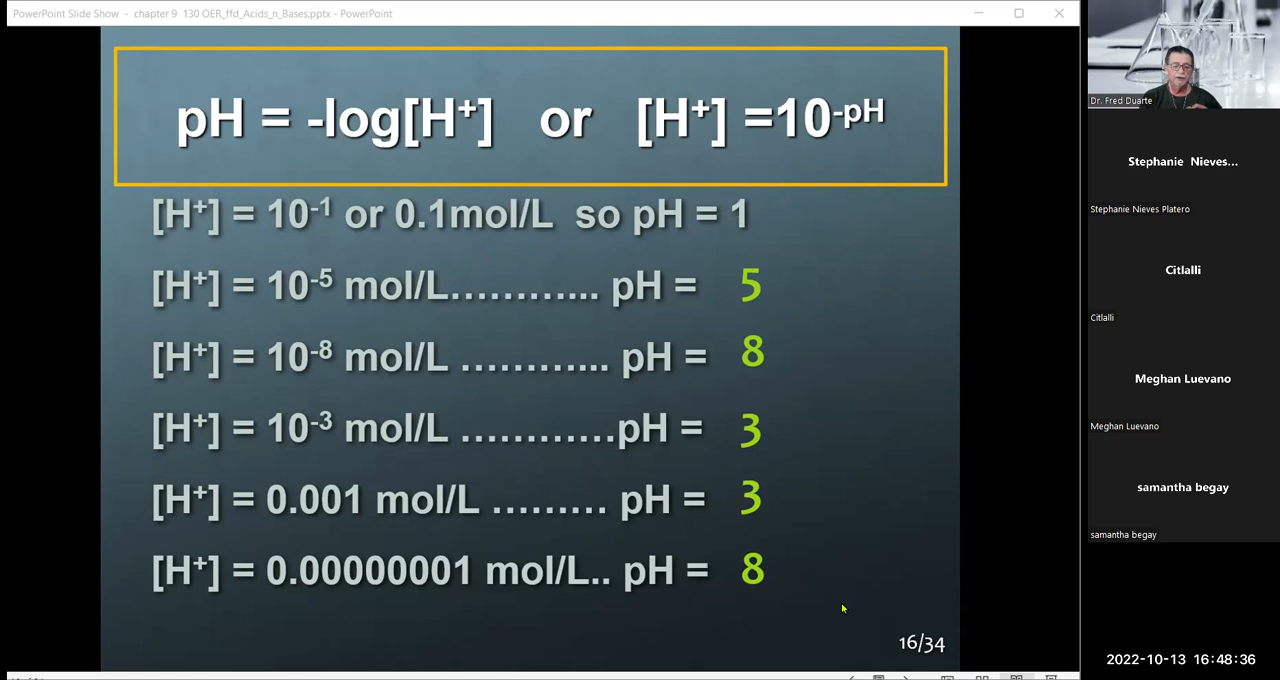 PowerPoint Slide Show - chapter 9 130 OER_ffd_Acids_n_Bases.pptx - PowerPoint
pH = -log[H⁺] or [H⁺] =10⁻ᵖᴴ
[H⁺] = 10⁻¹ or 0.1mol/L so pH = 1
[H⁺] = 10⁻⁵ mol/L………... pH = 5
[H⁺] = 10⁻⁸ mol/L ………... pH = 8
[H⁺] = 10⁻³ mol/L ………….pH = 3
[H⁺] = 0.001 mol/L ……… pH = 3
[H⁺] = 0.00000001 mol/L.. pH = 8
16/34
Dr. Fred Duarte
Stephanie Nieves...
Stephanie Nieves Platero
Citlalli
Citlalli
Meghan Luevano
Meghan Luevano
samantha begay
samantha begay
2022-10-13 16:48:36